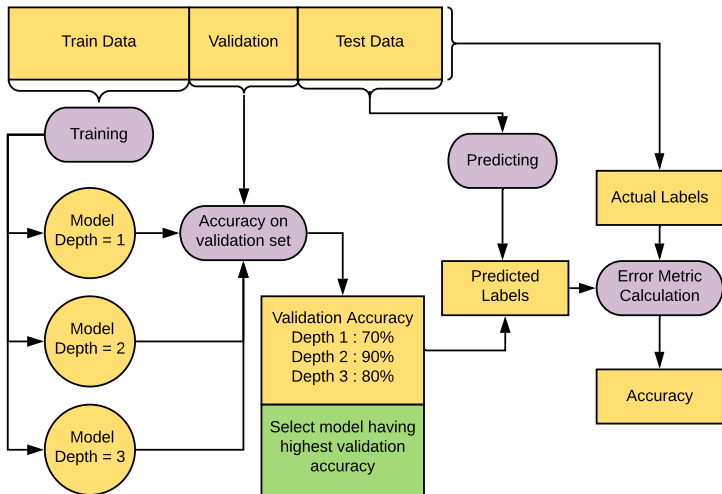 Train Data
Validation
Test Data
Training
Predicting
Actual Labels
Model
Depth = 1
Accuracy on
validation set
Predicted
Labels
Error Metric
Calculation
Model
Depth = 2
Validation Accuracy
Depth 1 : 70%
Depth 2 : 90%
Depth 3 : 80%
Accuracy
Model
Depth = 3
Select model having
highest validation
accuracy